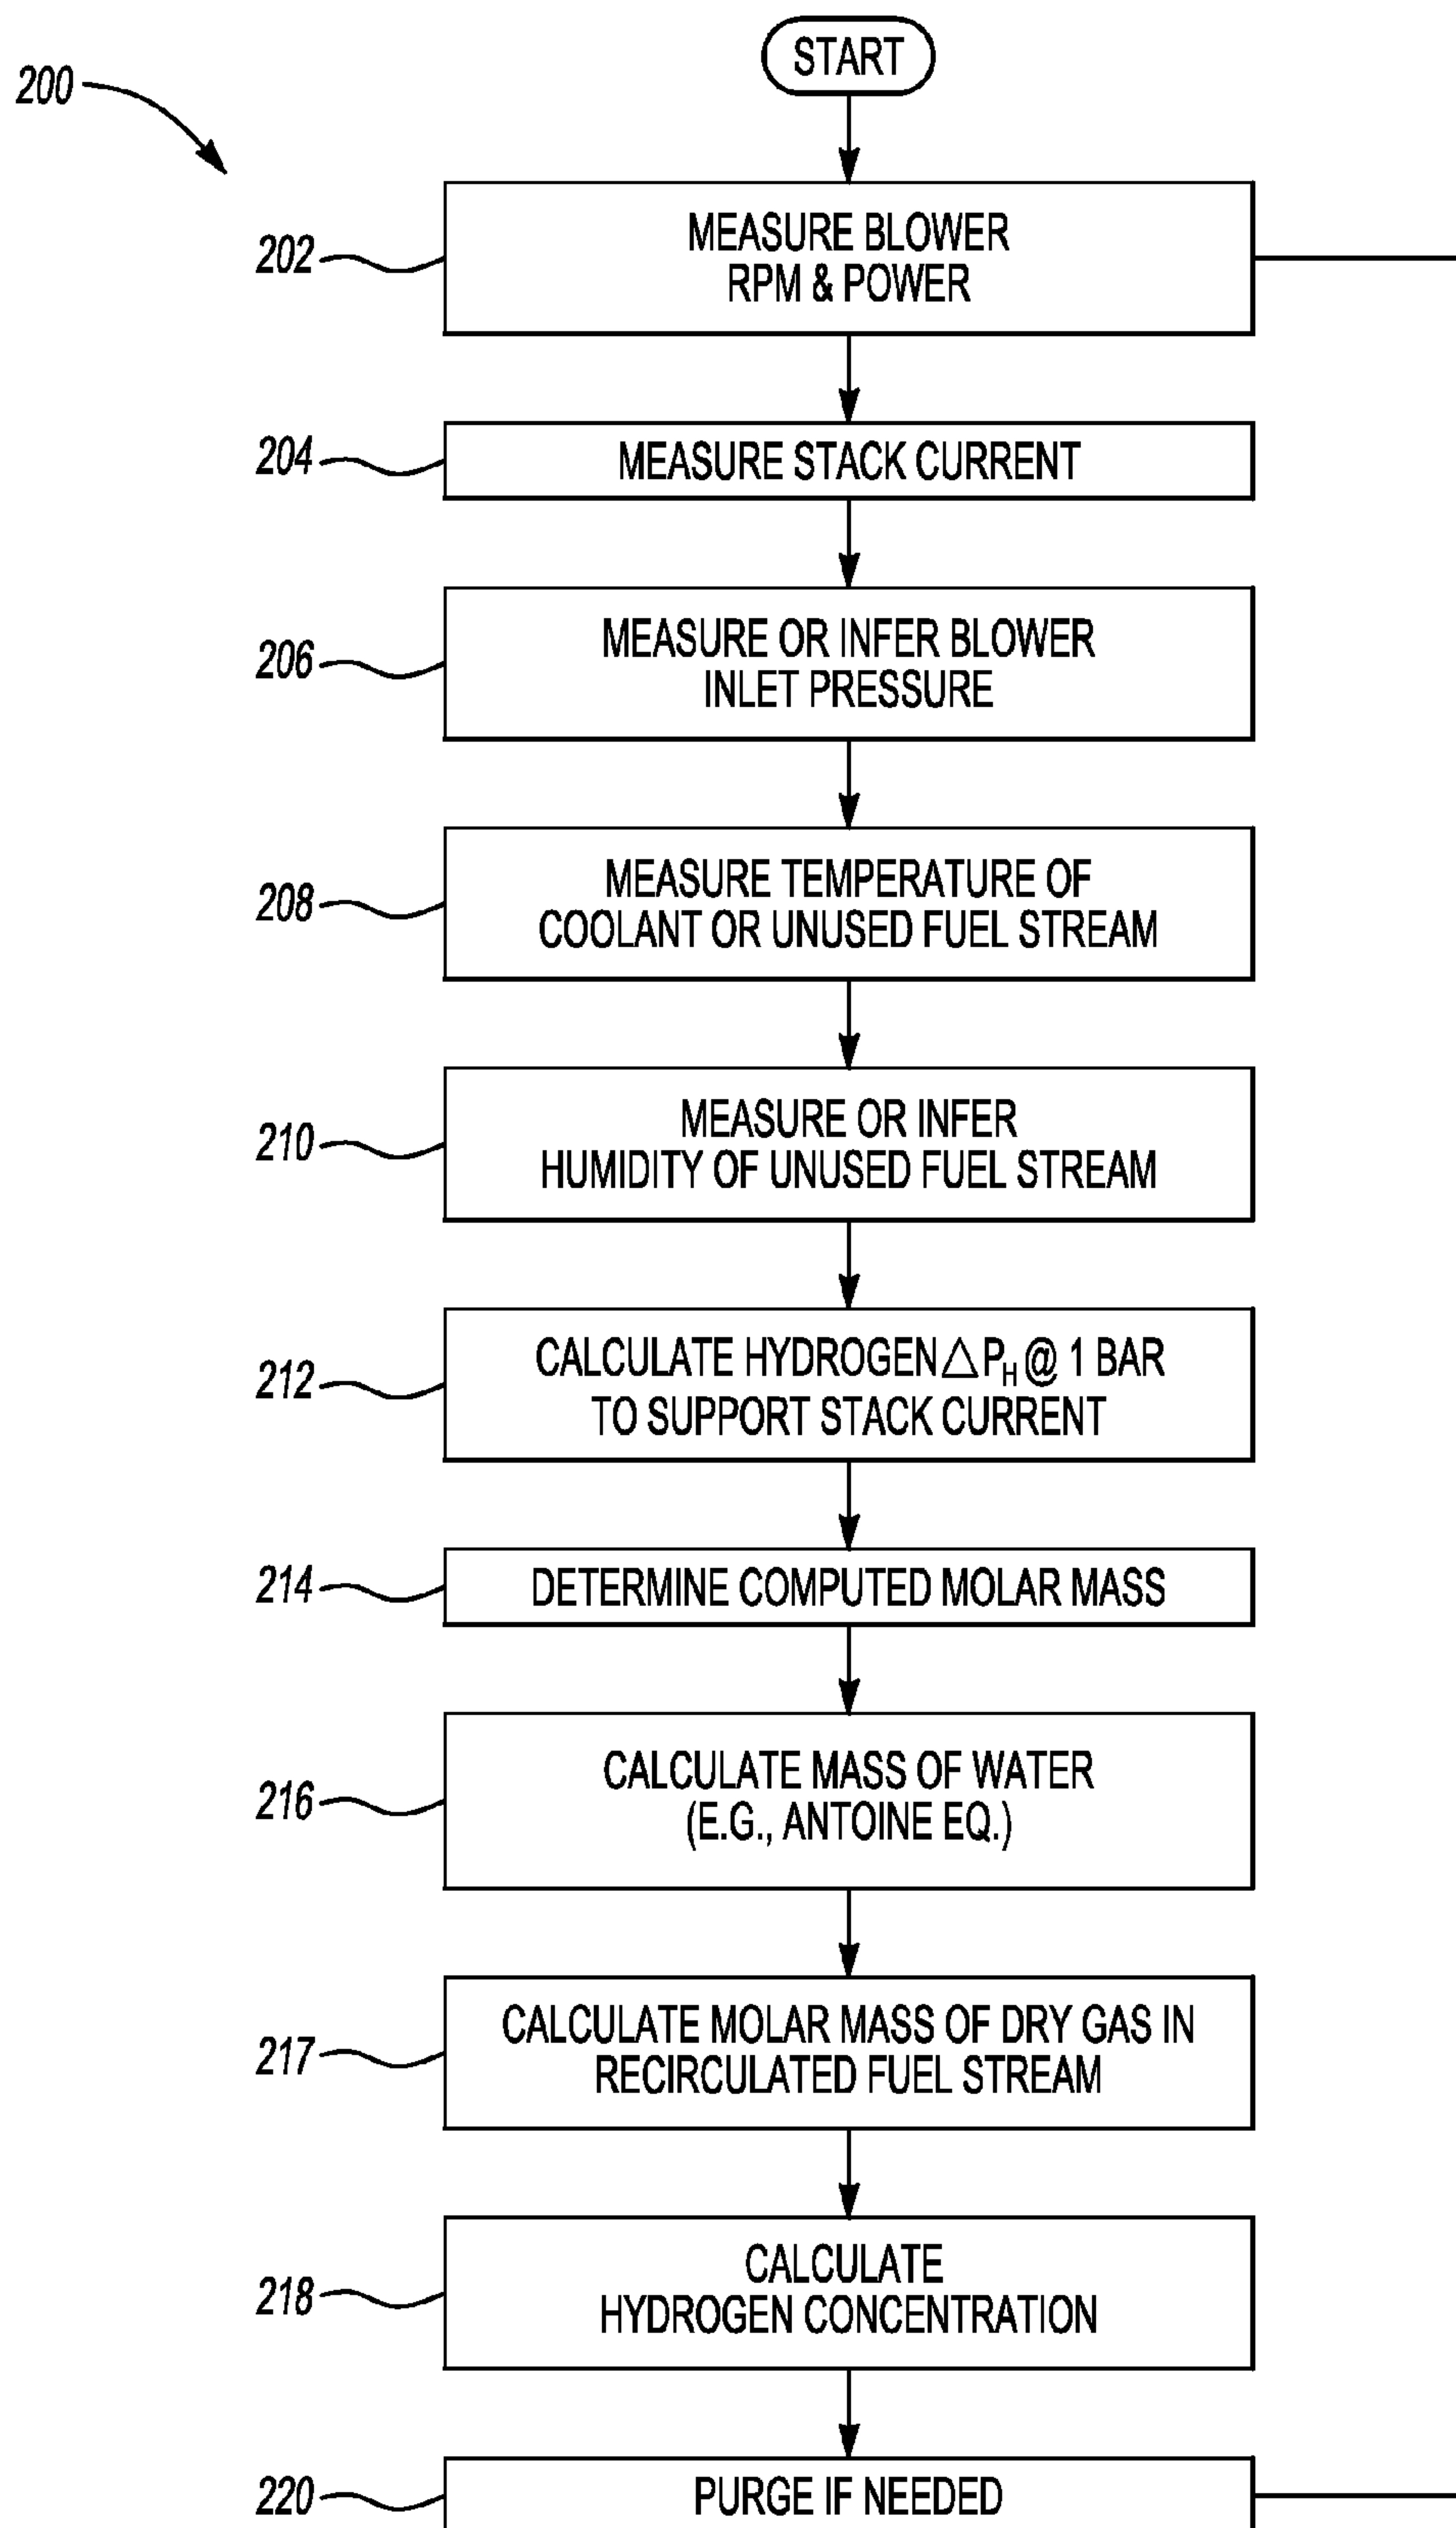 START
200
202
MEASURE BLOWER
RPM & POWER
204
MEASURE STACK CURRENT
206
MEASURE OR INFER BLOWER
INLET PRESSURE
208
MEASURE TEMPERATURE OF
COOLANT OR UNUSED FUEL STREAM
210
MEASURE OR INFER
HUMIDITY OF UNUSED FUEL STREAM
212
CALCULATE HYDROGEN △ P_H @ 1 BAR
TO SUPPORT STACK CURRENT
214
DETERMINE COMPUTED MOLAR MASS
216
CALCULATE MASS OF WATER
(E.G., ANTOINE EQ.)
217
CALCULATE MOLAR MASS OF DRY GAS IN
RECIRCULATED FUEL STREAM
218
CALCULATE
HYDROGEN CONCENTRATION
220
PURGE IF NEEDED